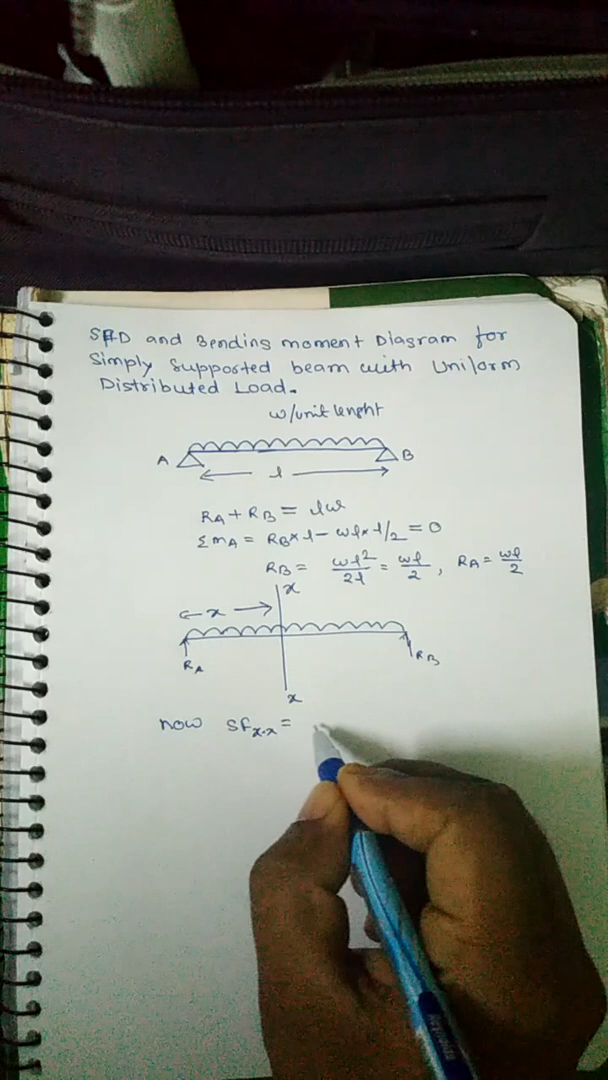 SFD and Bending moment Diagram for
Simply Supported beam with Uniform
Distributed Load.
w/unit lenght
A B
l
RA + RB = lw
ΣmA = RB×l - wl×l/2 = 0
RB = wl²/2l = wl/2, RA = wl/2
x
← x →
RA RB
x
now SFx-x =